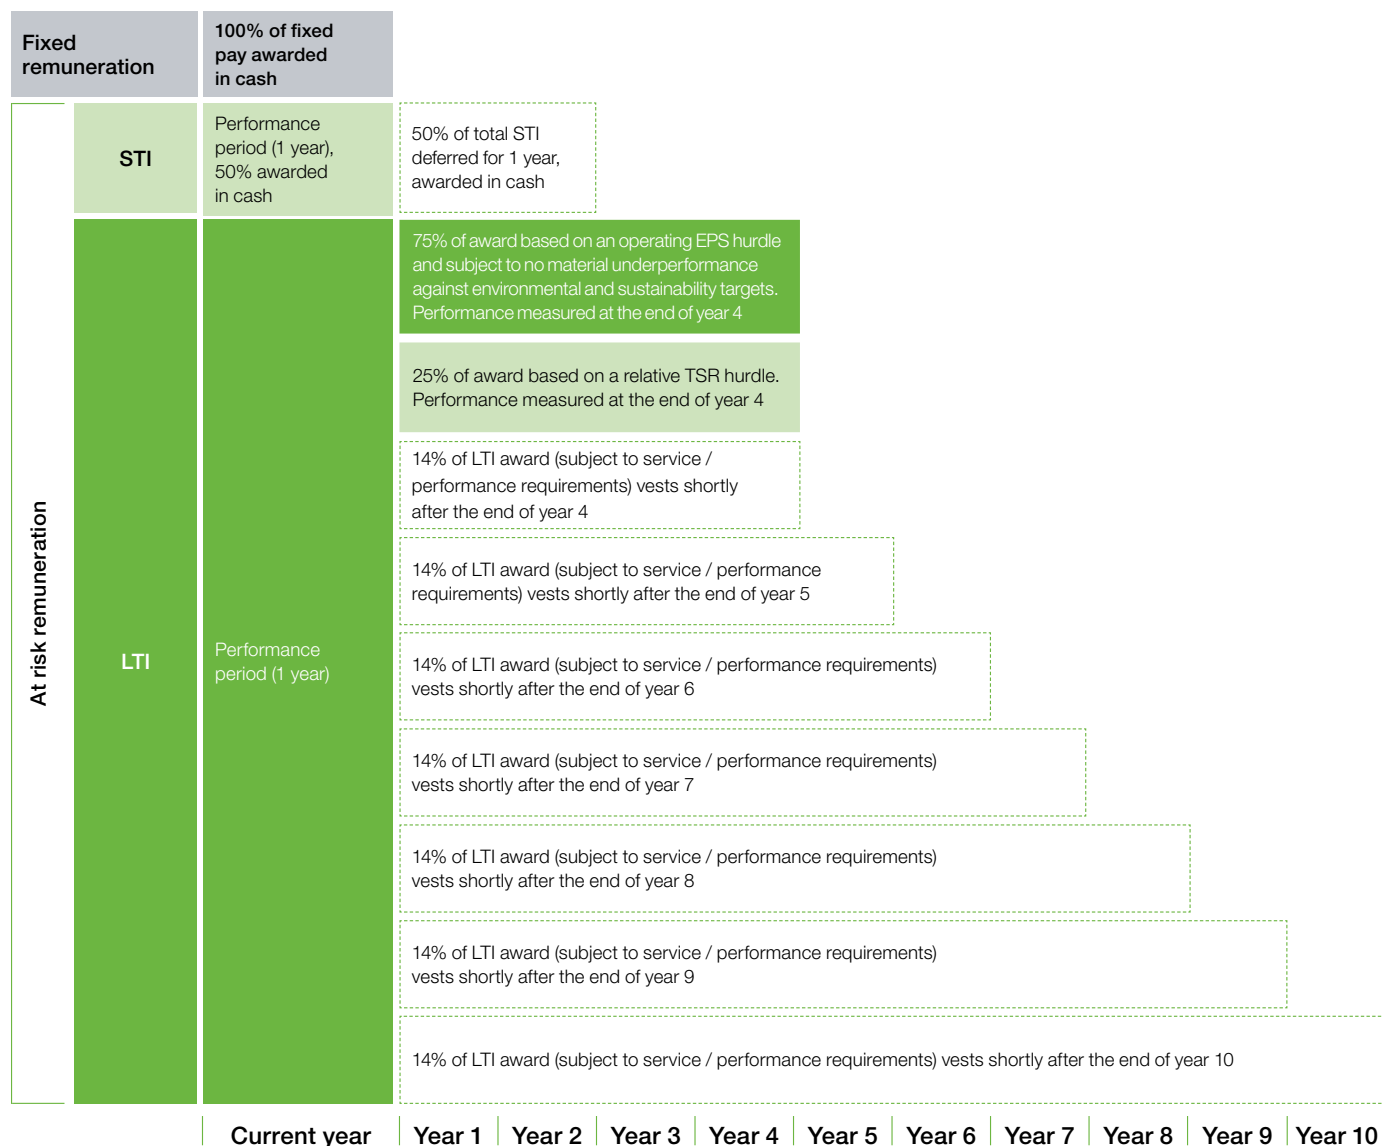 Fixed
remuneration
100% of fixed
pay awarded
in cash
At risk remuneration
STI
Performance
period (1 year),
50% awarded
in cash
50% of total STI
deferred for 1 year,
awarded in cash
LTI
Performance
period (1 year)
75% of award based on an operating EPS hurdle
and subject to no material underperformance
against environmental and sustainability targets.
Performance measured at the end of year 4
25% of award based on a relative TSR hurdle.
Performance measured at the end of year 4
14% of LTI award (subject to service /
performance requirements) vests shortly
after the end of year 4
14% of LTI award (subject to service / performance
requirements) vests shortly after the end of year 5
14% of LTI award (subject to service / performance requirements)
vests shortly after the end of year 6
14% of LTI award (subject to service / performance requirements)
vests shortly after the end of year 7
14% of LTI award (subject to service / performance requirements)
vests shortly after the end of year 8
14% of LTI award (subject to service / performance requirements)
vests shortly after the end of year 9
14% of LTI award (subject to service / performance requirements) vests shortly after the end of year 10
Current year Year 1 Year 2 Year 3 Year 4 Year 5 Year 6 Year 7 Year 8 Year 9 Year 10